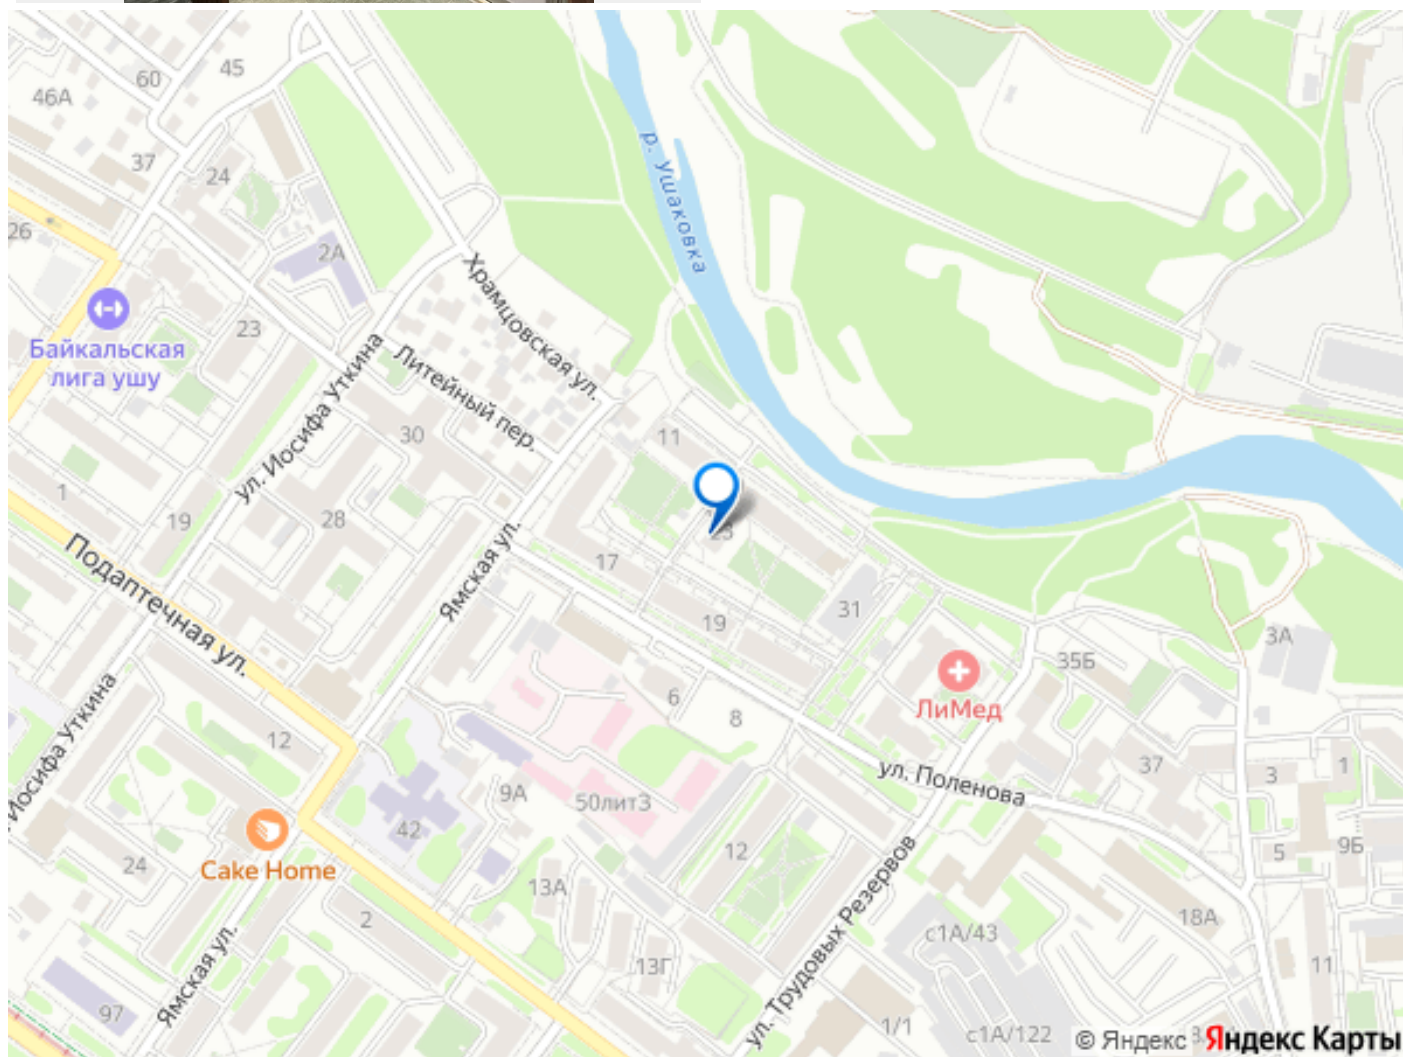 60
45
46А
37
24
26
2А
р. Ушаковка
Храмцовская ул.
23
Байкальская
лига ушу
ул. Иосифа Уткина
Литейный пер.
30
11
1
19
28
23
Подаптечная ул.
Ямская ул.
17
31
19
3А
35Б
ЛиМед
6
8
Иосифа Уткина
12
37
3
1
ул. Поленова
9А
50лит3
42
12
5
9Б
24
Cake Home
13А
ул. Трудовых Резервов
18А
2
с1А/43
13Г
11
Ямская ул.
97
1/1
с1А/122
© Яндекс
Яндекс Карты